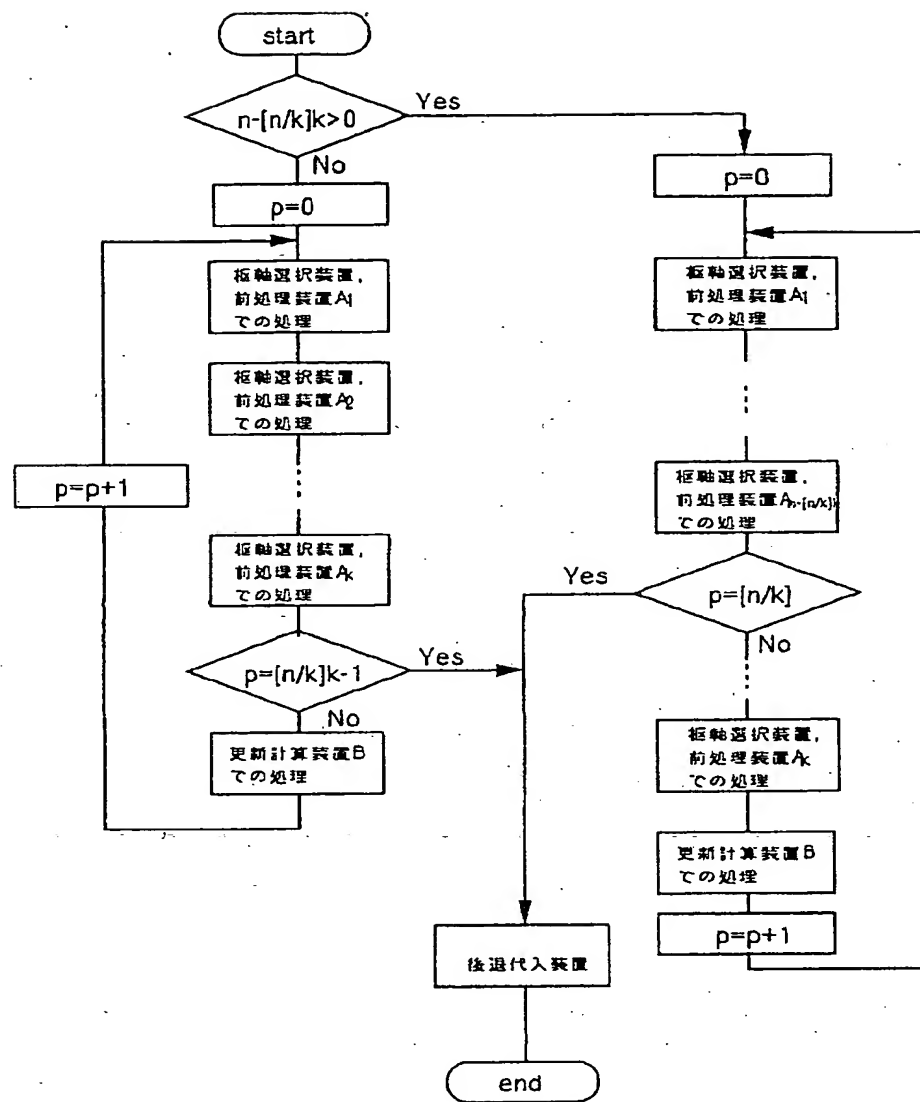 start
n-[n/k]k>0
Yes
No
p=0
枢軸選択装置,
前処理装置A1
での処理
枢軸選択装置,
前処理装置A2
での処理
p=p+1
枢軸選択装置,
前処理装置Ak
での処理
p=[n/k]k-1
Yes
No
更新計算装置B
での処理
p=0
枢軸選択装置,
前処理装置A1
での処理
枢軸選択装置,
前処理装置An-[n/k]k
での処理
Yes
p=[n/k]
No
枢軸選択装置,
前処理装置Ak
での処理
更新計算装置B
での処理
p=p+1
後退代入装置
end